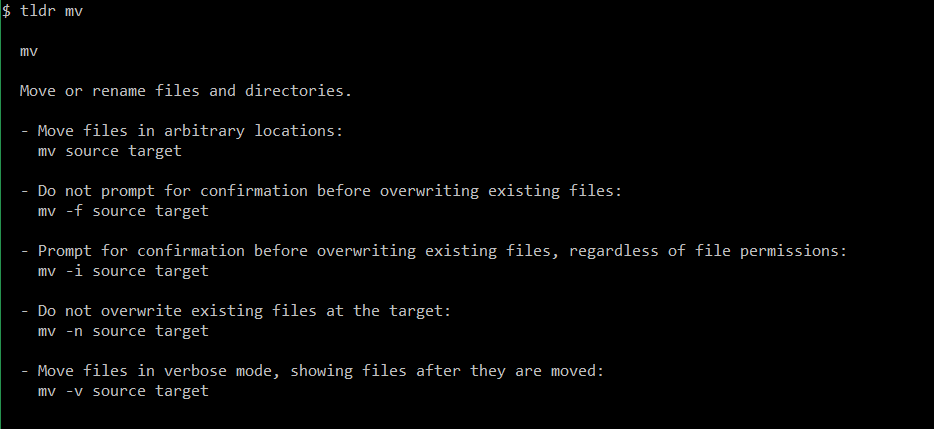 $ tldr mv
mv
Move or rename files and directories.
- Move files in arbitrary locations:
mv source target
- Do not prompt for confirmation before overwriting existing files:
mv -f source target
- Prompt for confirmation before overwriting existing files, regardless of file permissions:
mv -i source target
- Do not overwrite existing files at the target:
mv -n source target
- Move files in verbose mode, showing files after they are moved:
mv -v source target